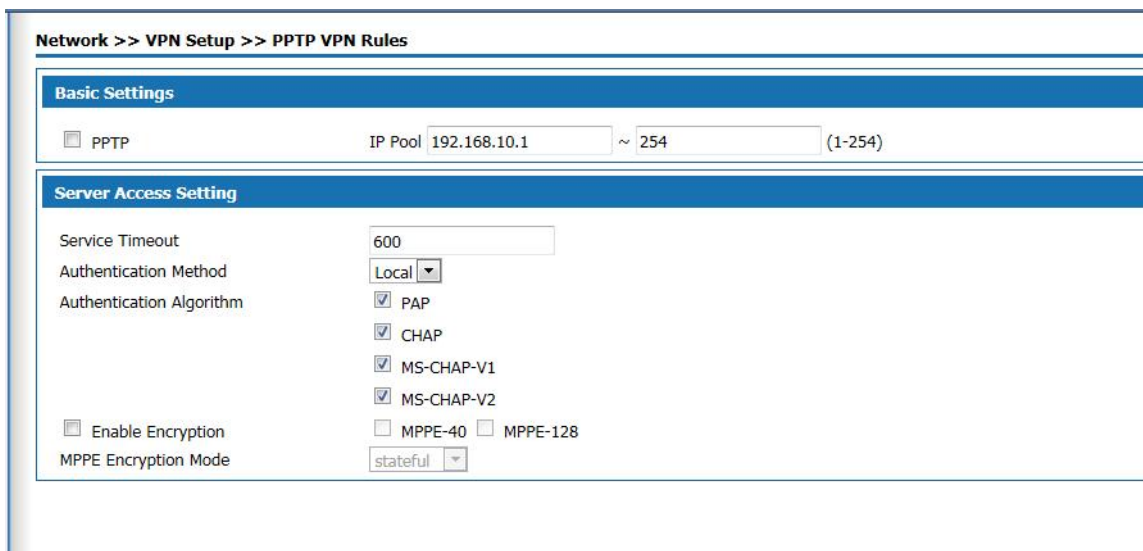 Network >> VPN Setup >> PPTP VPN Rules
Basic Settings
PPTP IP Pool 192.168.10.1 ~ 254 (1-254)
Server Access Setting
Service Timeout 600
Authentication Method Local
Authentication Algorithm PAP
CHAP
MS-CHAP-V1
MS-CHAP-V2
Enable Encryption MPPE-40 MPPE-128
MPPE Encryption Mode stateful